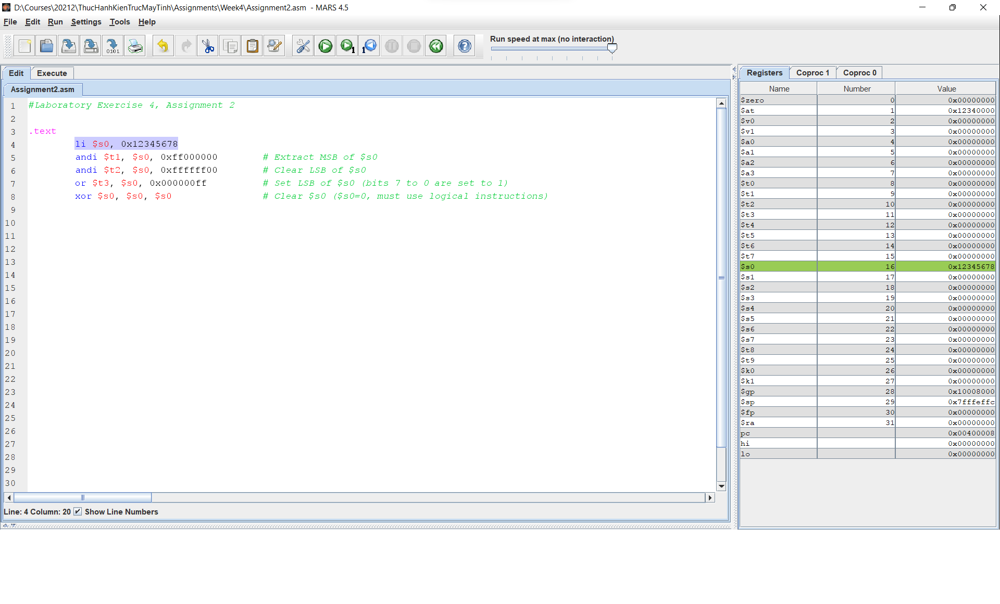 D:\Courses\20212\ThucHanhKienTrucMayTinh\Assignments\Week4\Assignment2.asm - MARS 4.5
File Edit Run Settings Tools Help
Run speed at max (no interaction)
Edit Execute
Assignment2.asm
1 #Laboratory Exercise 4, Assignment 2
2
3 .text
4 li $s0, 0x12345678
5 andi $t1, $s0, 0xff000000 # Extract MSB of $s0
6 andi $t2, $s0, 0xffffff00 # Clear LSB of $s0
7 or $t3, $s0, 0x000000ff # Set LSB of $s0 (bits 7 to 0 are set to 1)
8 xor $s0, $s0, $s0 # Clear $s0 ($s0=0, must use logical instructions)
9
10
11
12
13
14
15
16
17
18
19
20
21
22
23
24
25
26
27
28
29
30
Line: 4 Column: 20 Show Line Numbers
Registers Coproc 1 Coproc 0
Name Number Value
$zero 0 0x00000000
$at 1 0x12340000
$v0 2 0x00000000
$v1 3 0x00000000
$a0 4 0x00000000
$a1 5 0x00000000
$a2 6 0x00000000
$a3 7 0x00000000
$t0 8 0x00000000
$t1 9 0x00000000
$t2 10 0x00000000
$t3 11 0x00000000
$t4 12 0x00000000
$t5 13 0x00000000
$t6 14 0x00000000
$t7 15 0x00000000
$s0 16 0x12345678
$s1 17 0x00000000
$s2 18 0x00000000
$s3 19 0x00000000
$s4 20 0x00000000
$s5 21 0x00000000
$s6 22 0x00000000
$s7 23 0x00000000
$t8 24 0x00000000
$t9 25 0x00000000
$k0 26 0x00000000
$k1 27 0x00000000
$gp 28 0x10008000
$sp 29 0x7fffeffc
$fp 30 0x00000000
$ra 31 0x00000000
pc 0x00400008
hi 0x00000000
lo 0x00000000